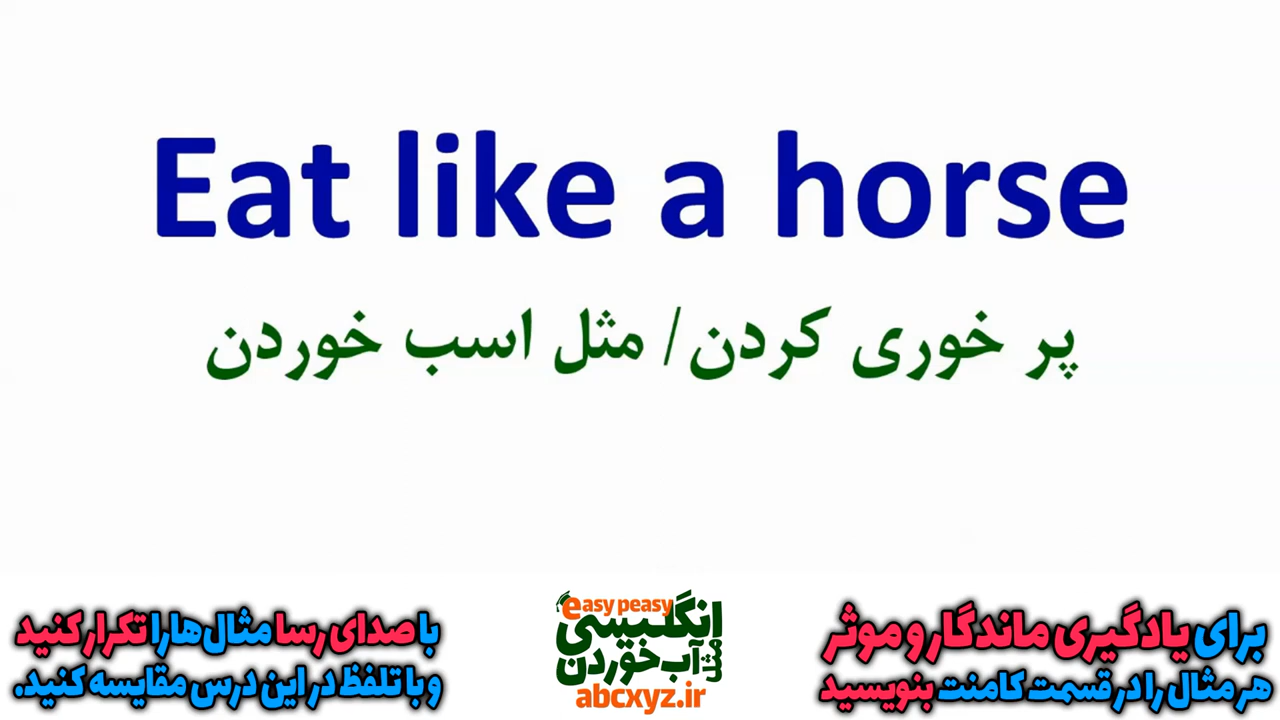 Eat like a horse
پر خوری کردن/ مثل اسب خوردن
برای یادگیری ماندگار و موثر
هر مثال را در قسمت کامنت بنویسید
easy peasy
انگلیسی
مثل آب خوردن
abcxyz.ir
با صدای رسا مثال‌ها را تکرار کنید
و با تلفظ در این درس مقایسه کنید.